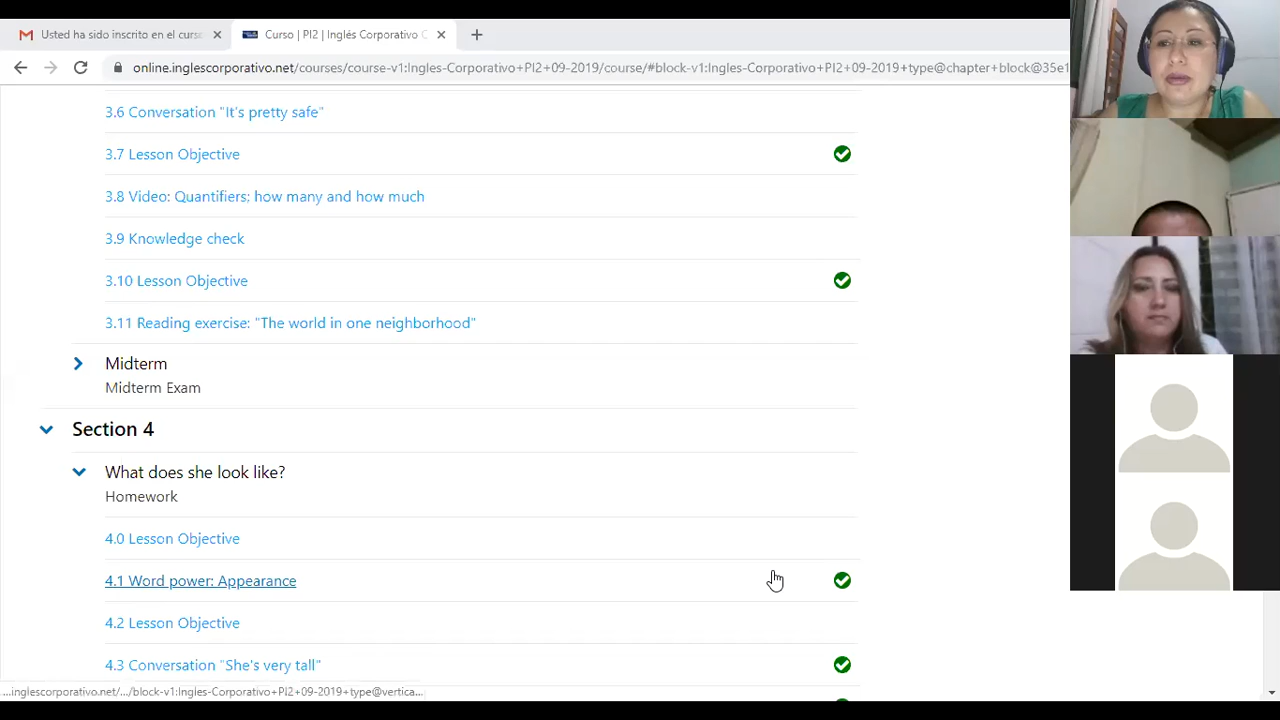 Usted ha sido inscrito en el curso
Curso | PI2 | Inglés Corporativo C
online.inglescorporativo.net/courses/course-v1:Ingles-Corporativo+PI2+09-2019/course/#block-v1:Ingles-Corporativo+PI2+09-2019+type@chapter+block@35e1
3.6 Conversation "It's pretty safe"
3.7 Lesson Objective
3.8 Video: Quantifiers; how many and how much
3.9 Knowledge check
3.10 Lesson Objective
3.11 Reading exercise: "The world in one neighborhood"
Midterm
Midterm Exam
Section 4
What does she look like?
Homework
4.0 Lesson Objective
4.1 Word power: Appearance
4.2 Lesson Objective
4.3 Conversation "She's very tall"
...inglescorporativo.net/.../block-v1:Ingles-Corporativo+PI2+09-2019+type@vertica...